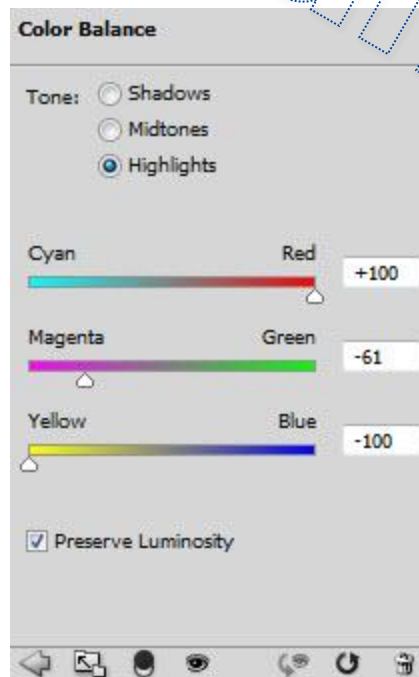 Color Balance
Tone: Shadows
Midtones
Highlights
Cyan Red
+100
Magenta Green
-61
Yellow Blue
-100
Preserve Luminosity